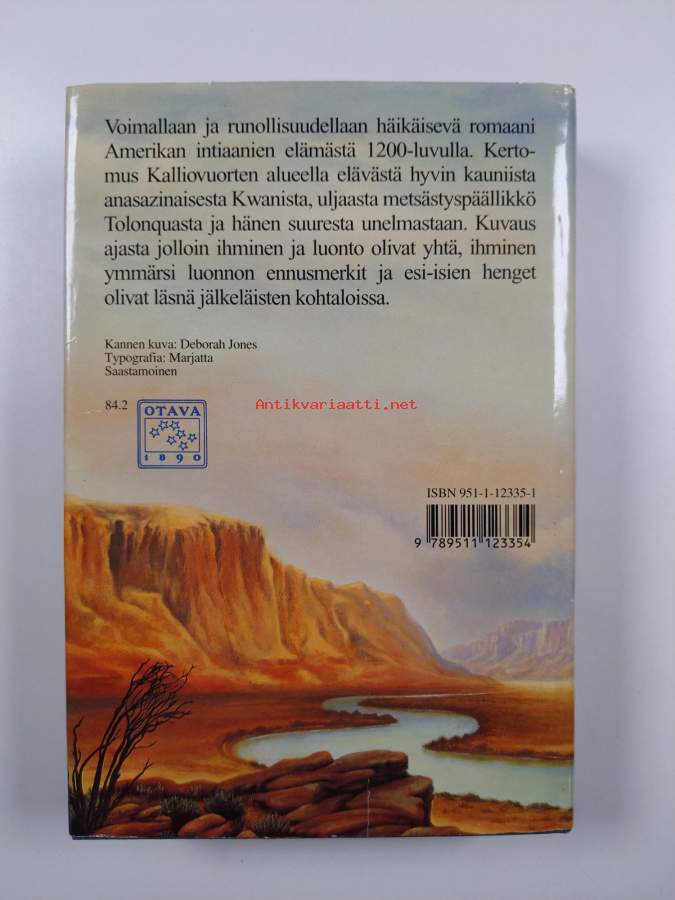 Voimallaan ja runollisuudellaan häikäisevä romaani
Amerikan intiaanien elämästä 1200-luvulla. Kerto-
mus Kalliovuorten alueella elävästä hyvin kauniista
anasazinaisesta Kwanista, uljaasta metsästyspäällikkö
Tolonquasta ja hänen suuresta unelmastaan. Kuvaus
ajasta jolloin ihminen ja luonto olivat yhtä, ihminen
ymmärsi luonnon ennusmerkit ja esi-isien henget
olivat läsnä jälkeläisten kohtaloissa.
Kannen kuva: Deborah Jones
Typografia: Marjatta
Saastamoinen
84.2
OTAVA
1890
Antikvariaatti.net
ISBN 951-1-12335-1
9 789511 123354